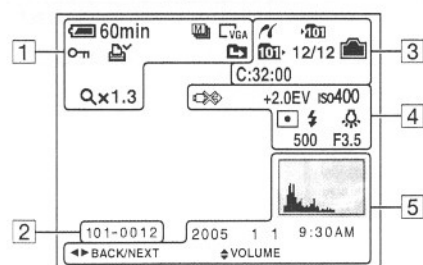 60min VGA 101
1 101 12/12 3
C:32:00
×1.3 +2.0EV ISO400
4
500 F3.5
5
2 101-0012 2005 1 1 9:30AM
BACK/NEXT VOLUME